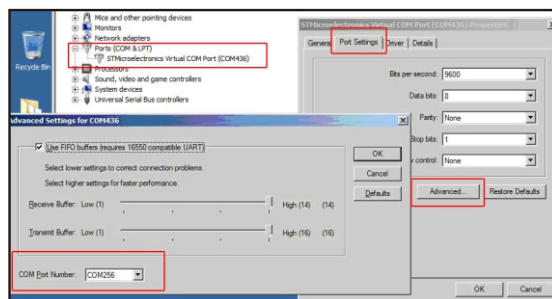 Mice and other pointing devices
Monitors
Network adapters
Ports (COM & LPT)
STMicroelectronics Virtual COM Port (COM436)
Processors
Sound, video and game controllers
System devices
Universal Serial Bus controllers
Recycle Bin
STMicroelectronics Virtual COM Port (COM436) Properties
General
Port Settings
Driver
Details
Bits per second: 9600
Data bits: 8
Parity: None
Stop bits: 1
control: None
Advanced...
Restore Defaults
OK
Cancel
Advanced Settings for COM436
Use FIFO buffers (requires 16550 compatible UART)
Select lower settings to correct connection problems.
Select higher settings for faster performance.
Receive Buffer: Low (1) High (14) (14)
Transmit Buffer: Low (1) High (16) (16)
COM Port Number: COM256
OK
Cancel
Defaults